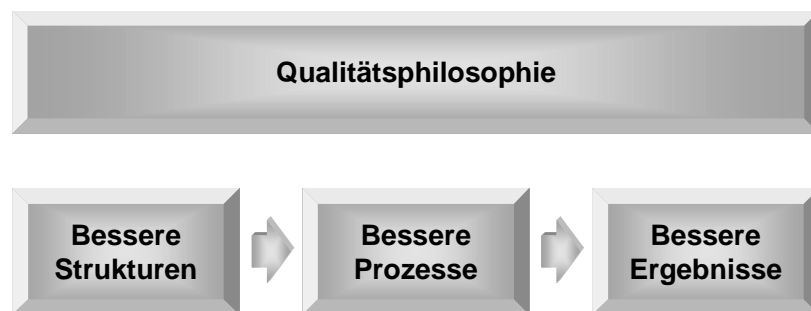 Qualitätsphilosophie
Bessere
Strukturen
Bessere
Prozesse
Bessere
Ergebnisse